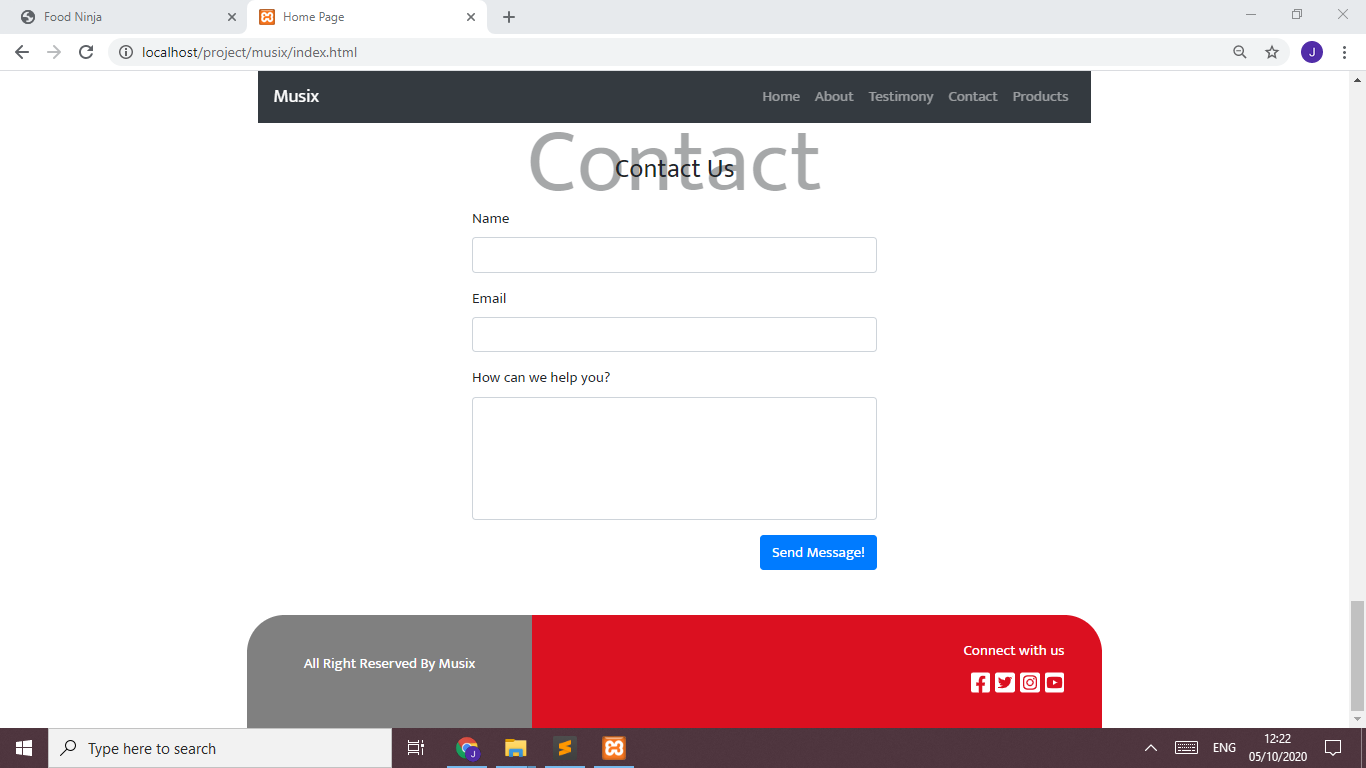 Food Ninja
Home Page
localhost/project/musix/index.html
J
Musix
Home About Testimony Contact Products
Contact
Contact Us
Name
Email
How can we help you?
Send Message!
All Right Reserved By Musix
Connect with us
Type here to search
J
ENG
12:22
05/10/2020